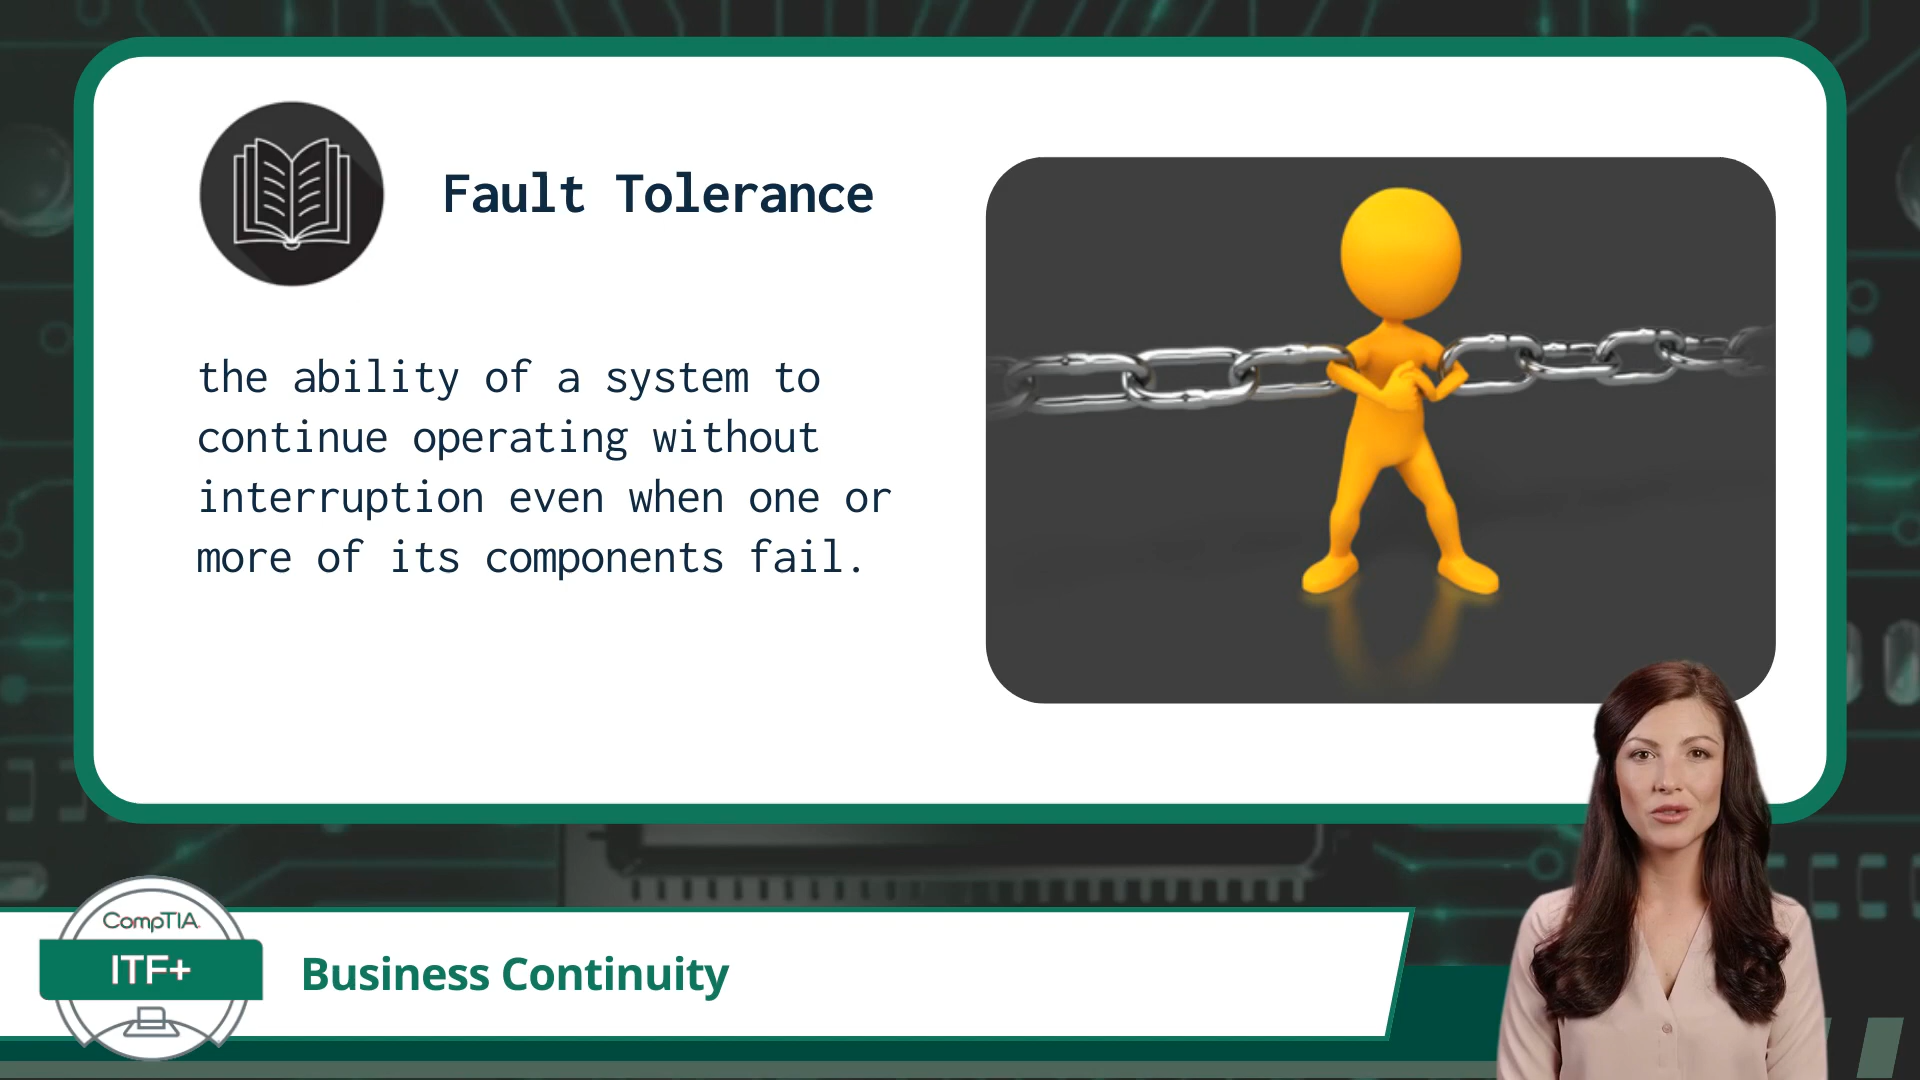 Fault Tolerance
the ability of a system to
continue operating without
interruption even when one or
more of its components fail.
CompTIA.
ITF+
Business Continuity